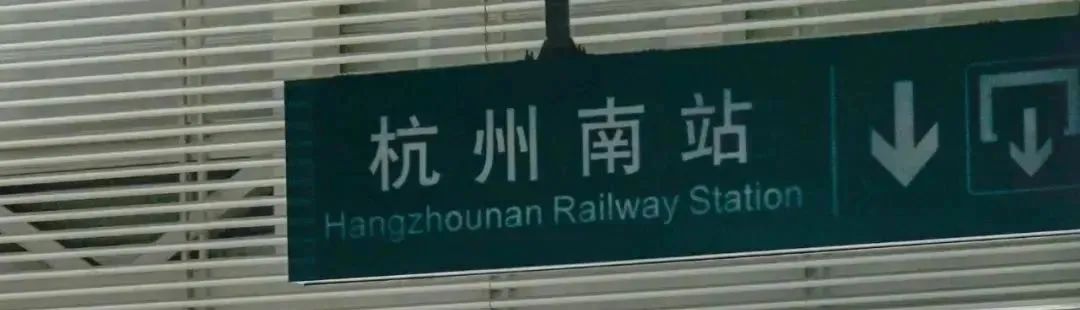 杭州南站
Hangzhounan Railway Station